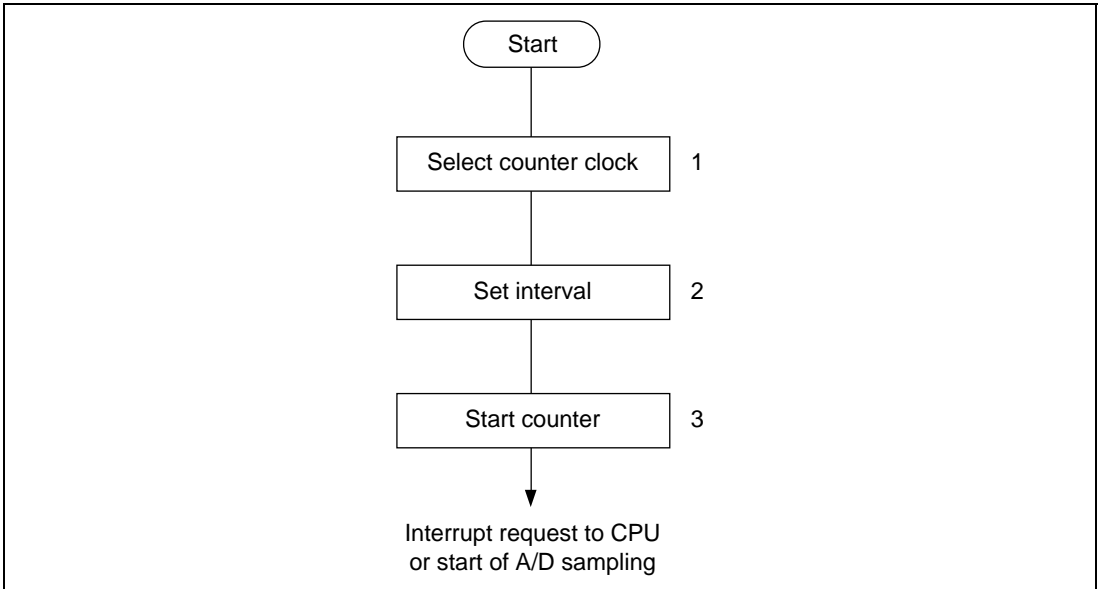 Start
Select counter clock 1
Set interval 2
Start counter 3
Interrupt request to CPU
or start of A/D sampling